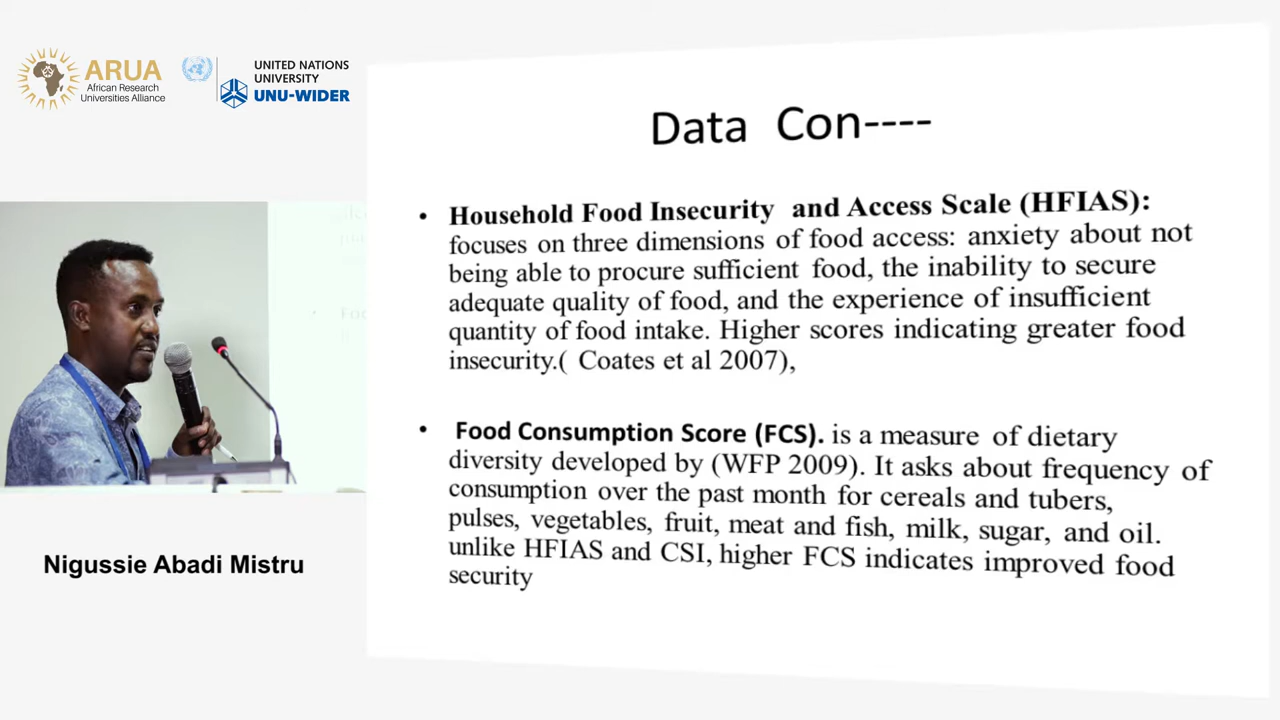 ARUA
African Research
Universities Alliance
UNITED NATIONS
UNIVERSITY
UNU-WIDER
Data Con----
• Household Food Insecurity and Access Scale (HFIAS):
focuses on three dimensions of food access: anxiety about not
being able to procure sufficient food, the inability to secure
adequate quality of food, and the experience of insufficient
quantity of food intake. Higher scores indicating greater food
insecurity.( Coates et al 2007),
• Food Consumption Score (FCS). is a measure of dietary
diversity developed by (WFP 2009). It asks about frequency of
consumption over the past month for cereals and tubers,
pulses, vegetables, fruit, meat and fish, milk, sugar, and oil.
unlike HFIAS and CSI, higher FCS indicates improved food
security
Nigussie Abadi Mistru